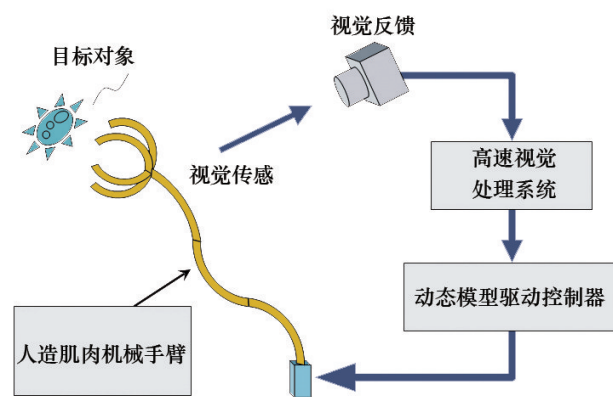 视觉反馈
目标对象
视觉传感
高速视觉
处理系统
动态模型驱动控制器
人造肌肉机械手臂